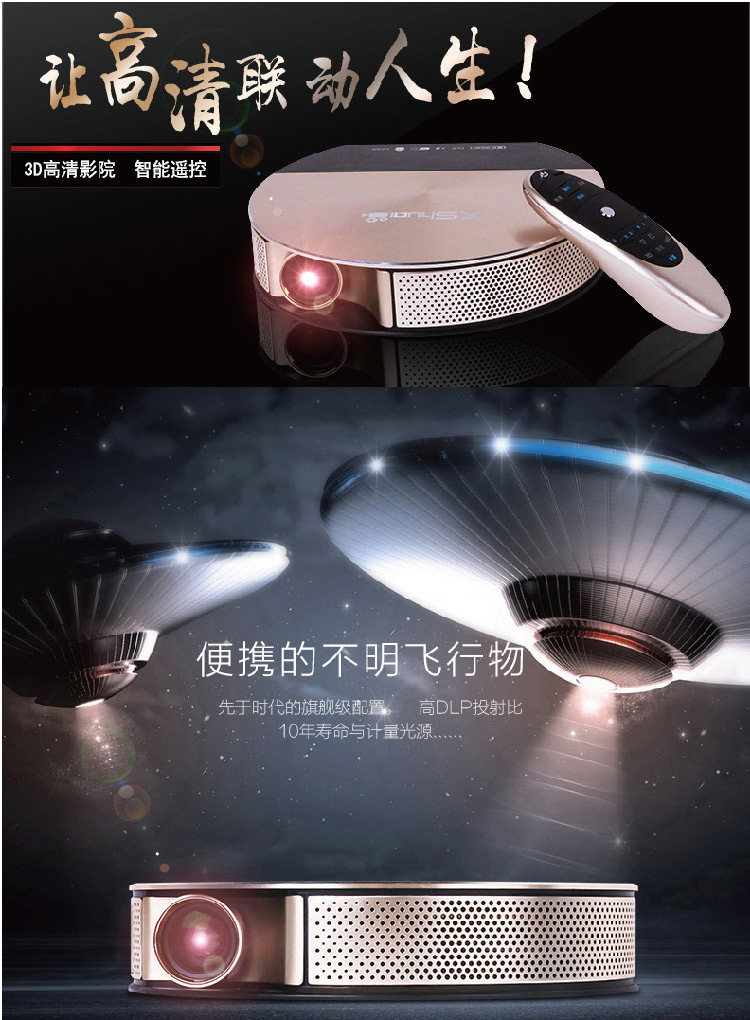 让高清联动人生！
3D高清影院 智能遥控
XShuai
便携的不明飞行物
先于时代的旗舰级配置， 高DLP投射比
10年寿命与计量光源......